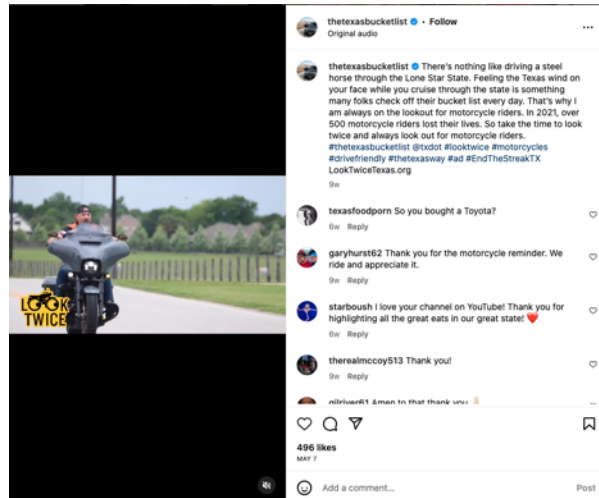 thetexasbucketlist • Follow
Original audio
...
thetexasbucketlist There's nothing like driving a steel
horse through the Lone Star State. Feeling the Texas wind on
your face while you cruise through the state is something
many folks check off their bucket list every day. That's why I
am always on the lookout for motorcycle riders. In 2021, over
500 motorcycle riders lost their lives. So take the time to look
twice and always look out for motorcycle riders.
#thetexasbucketlist @txdot #looktwice #motorcycles
#drivefriendly #thetexasway #ad #EndTheStreakTX
LookTwiceTexas.org
9w
texasfoodporn So you bought a Toyota?
6w Reply
garyhurst62 Thank you for the motorcycle reminder. We
ride and appreciate it.
9w Reply
starboush I love your channel on YouTube! Thank you for
highlighting all the great eats in our great state! ❤️
6w Reply
therealmccoy513 Thank you!
9w Reply
gilriver61 Amen to that thank you
LOOK
TWICE
496 likes
MAY 7
Add a comment...
Post